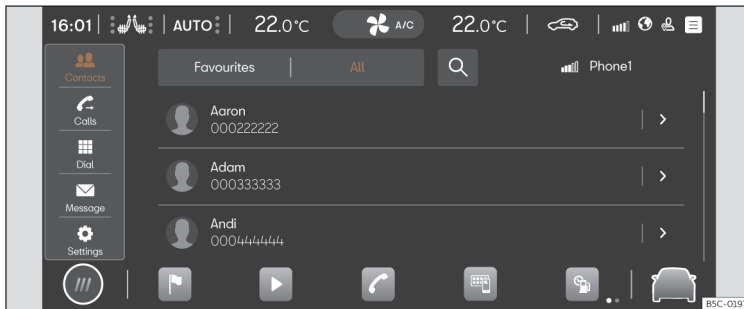 16:01 AUTO 22.0°C A/C 22.0°C
Favourites All Phone1
Contacts
Calls
Dial
Message
Settings
Aaron
000222222
Adam
000333333
Andi
000444444
B5C-0197